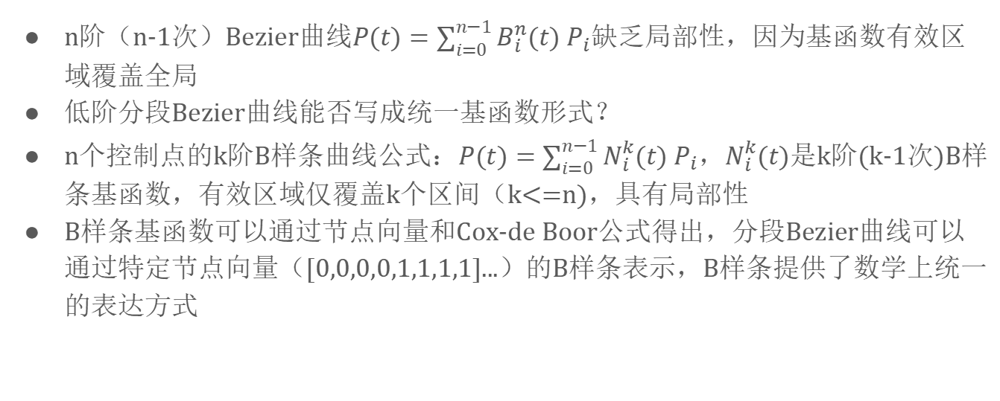 ● n阶（n-1次）Bezier曲线P(t) = ∑_{i=0}^{n−1} B_i^n(t) P_i缺乏局部性，因为基函数有效区
域覆盖全局
● 低阶分段Bezier曲线能否写成统一基函数形式？
● n个控制点的k阶B样条曲线公式：P(t) = ∑_{i=0}^{n−1} N_i^k(t) P_i，N_i^k(t)是k阶(k-1次)B样
条基函数，有效区域仅覆盖k个区间（k<=n)，具有局部性
● B样条基函数可以通过节点向量和Cox-de Boor公式得出，分段Bezier曲线可以
通过特定节点向量（[0,0,0,0,1,1,1,1]...）的B样条表示，B样条提供了数学上统一
的表达方式